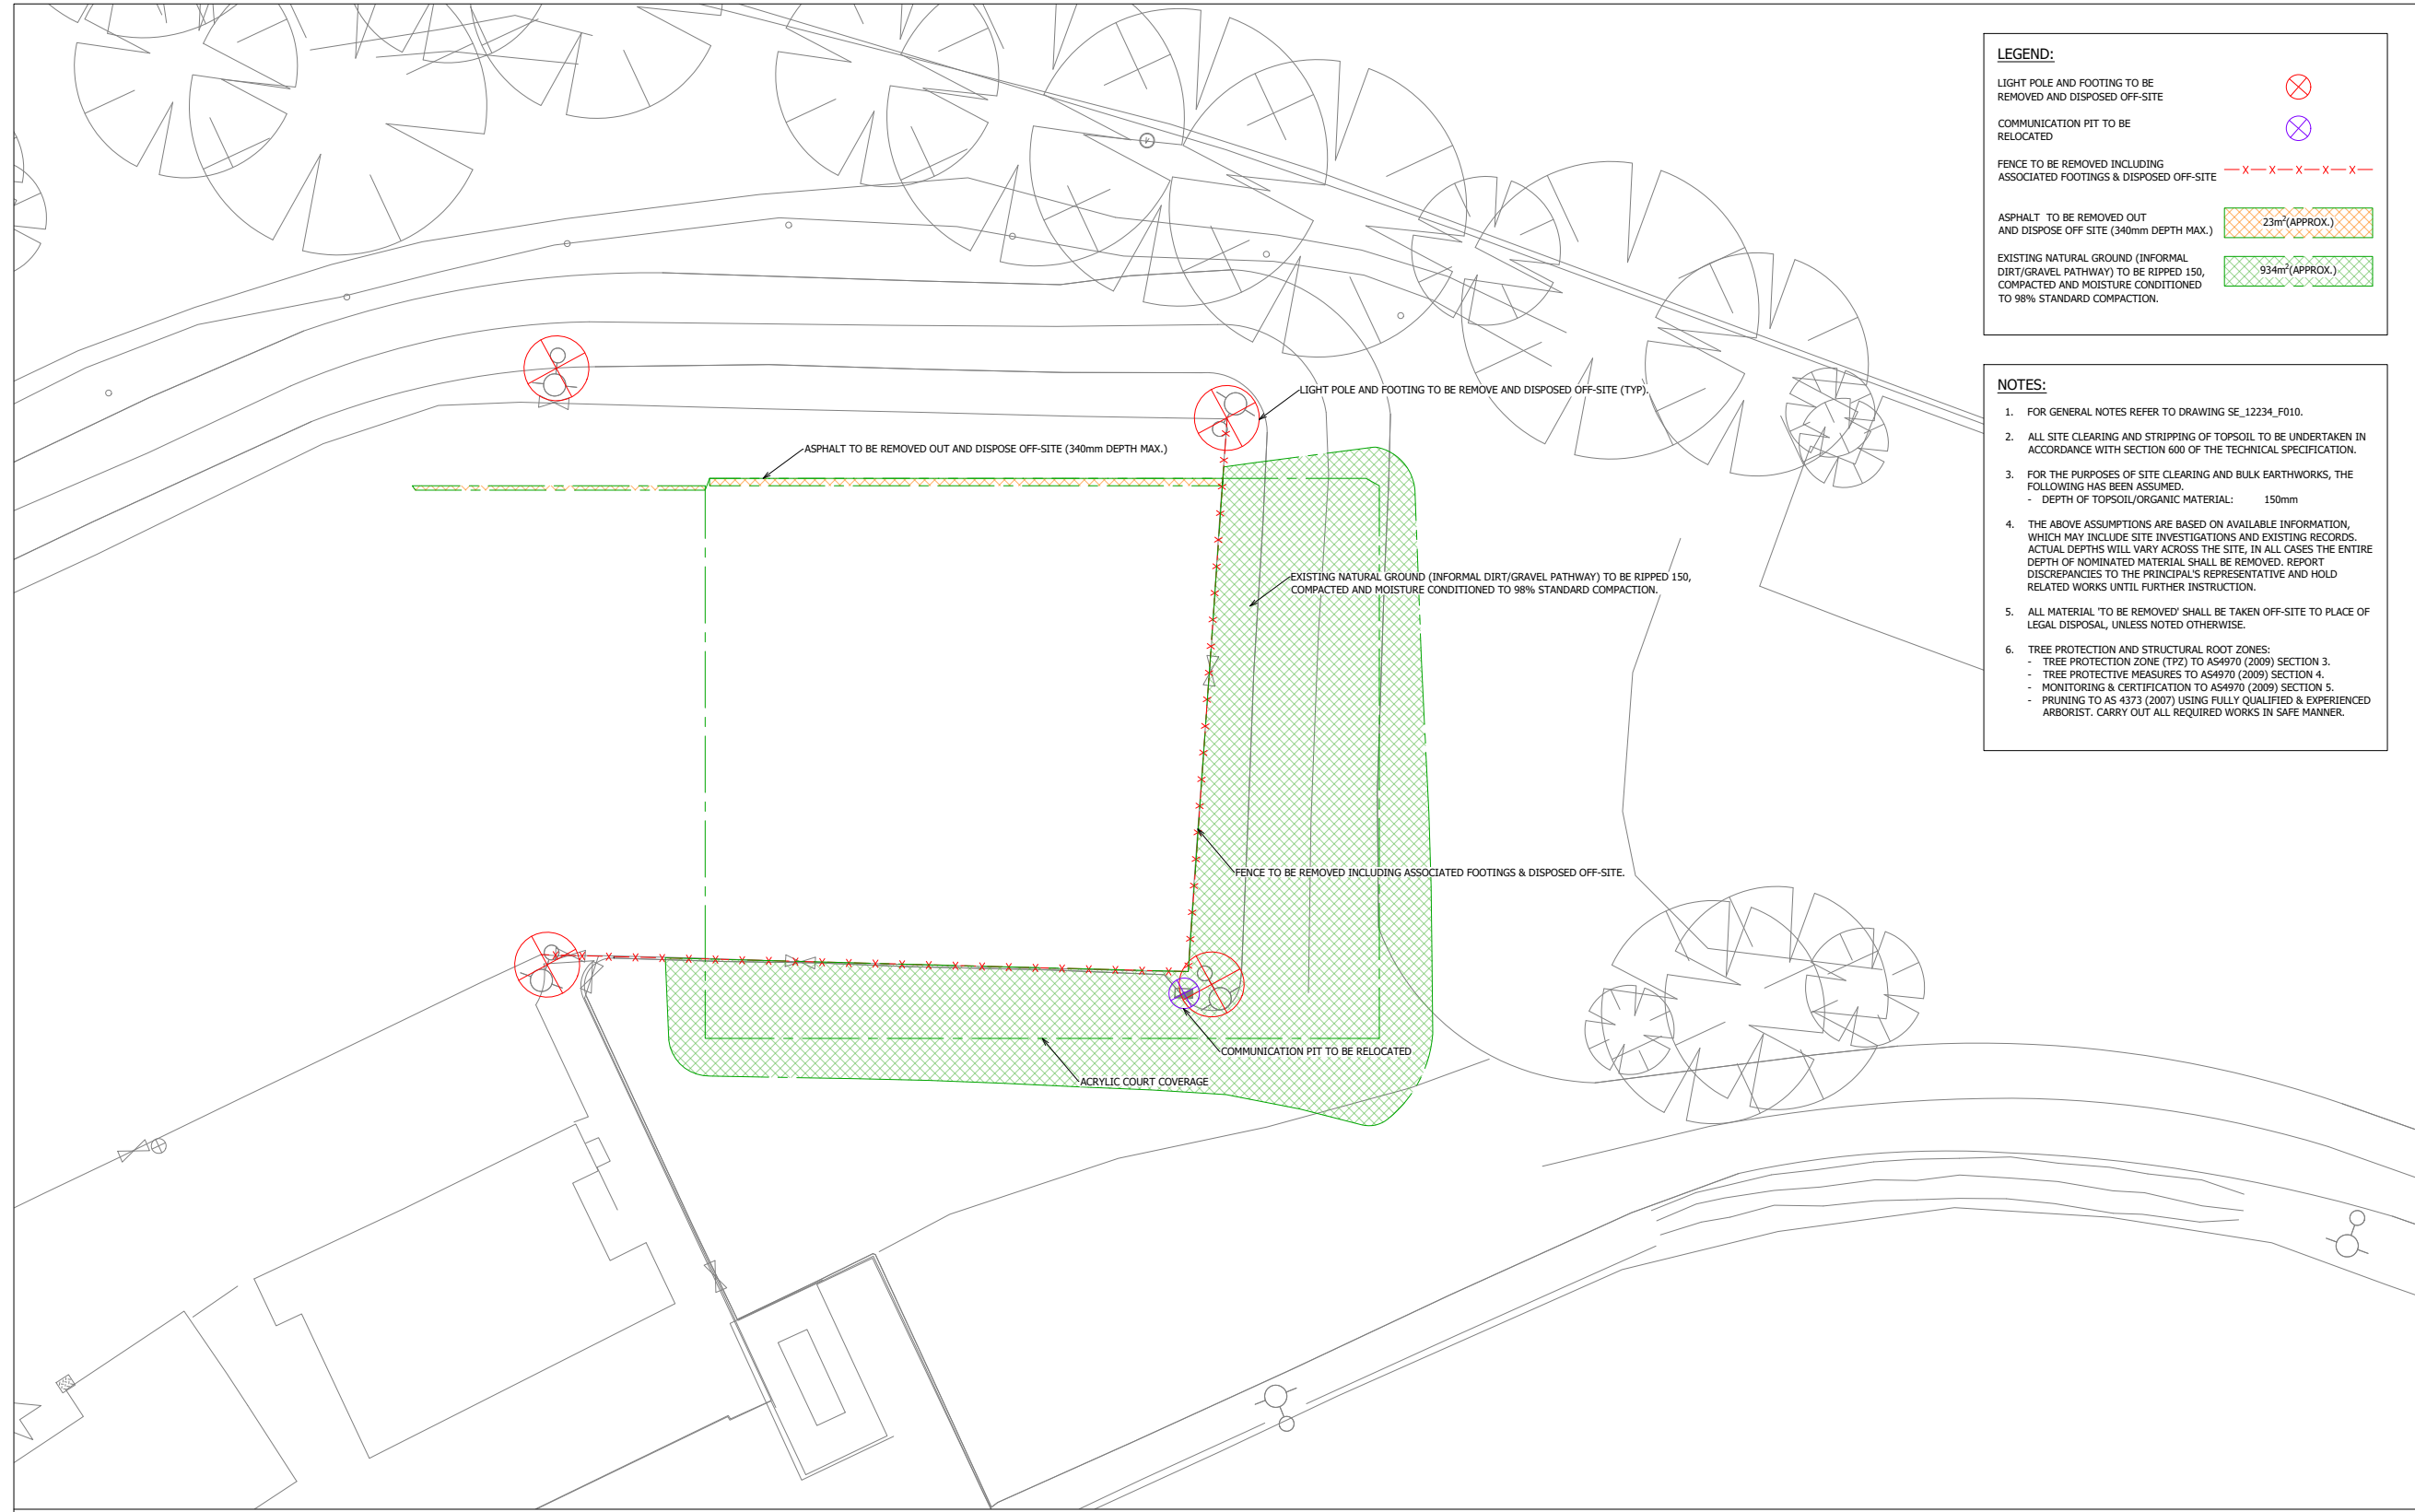 LEGEND:
LIGHT POLE AND FOOTING TO BE
REMOVED AND DISPOSED OFF-SITE
COMMUNICATION PIT TO BE
RELOCATED
FENCE TO BE REMOVED INCLUDING
ASSOCIATED FOOTINGS & DISPOSED OFF-SITE
X X X X X
ASPHALT TO BE REMOVED OUT
AND DISPOSE OFF SITE (340mm DEPTH MAX.)
23m²(APPROX.)
EXISTING NATURAL GROUND (INFORMAL
DIRT/GRAVEL PATHWAY) TO BE RIPPED 150,
COMPACTED AND MOISTURE CONDITIONED
TO 98% STANDARD COMPACTION.
934m²(APPROX.)
NOTES:
1. FOR GENERAL NOTES REFER TO DRAWING SE_12234_F010.
2. ALL SITE CLEARING AND STRIPPING OF TOPSOIL TO BE UNDERTAKEN IN
ACCORDANCE WITH SECTION 600 OF THE TECHNICAL SPECIFICATION.
3. FOR THE PURPOSES OF SITE CLEARING AND BULK EARTHWORKS, THE
FOLLOWING HAS BEEN ASSUMED.
- DEPTH OF TOPSOIL/ORGANIC MATERIAL: 150mm
4. THE ABOVE ASSUMPTIONS ARE BASED ON AVAILABLE INFORMATION,
WHICH MAY INCLUDE SITE INVESTIGATIONS AND EXISTING RECORDS.
ACTUAL DEPTHS WILL VARY ACROSS THE SITE, IN ALL CASES THE ENTIRE
DEPTH OF NOMINATED MATERIAL SHALL BE REMOVED. REPORT
DISCREPANCIES TO THE PRINCIPAL'S REPRESENTATIVE AND HOLD
RELATED WORKS UNTIL FURTHER INSTRUCTION.
5. ALL MATERIAL 'TO BE REMOVED' SHALL BE TAKEN OFF-SITE TO PLACE OF
LEGAL DISPOSAL, UNLESS NOTED OTHERWISE.
6. TREE PROTECTION AND STRUCTURAL ROOT ZONES:
- TREE PROTECTION ZONE (TPZ) TO AS4970 (2009) SECTION 3.
- TREE PROTECTIVE MEASURES TO AS4970 (2009) SECTION 4.
- MONITORING & CERTIFICATION TO AS4970 (2009) SECTION 5.
- PRUNING TO AS 4373 (2007) USING FULLY QUALIFIED & EXPERIENCED
ARBORIST. CARRY OUT ALL REQUIRED WORKS IN SAFE MANNER.
LIGHT POLE AND FOOTING TO BE REMOVE AND DISPOSED OFF-SITE (TYP).
ASPHALT TO BE REMOVED OUT AND DISPOSE OFF-SITE (340mm DEPTH MAX.)
EXISTING NATURAL GROUND (INFORMAL DIRT/GRAVEL PATHWAY) TO BE RIPPED 150,
COMPACTED AND MOISTURE CONDITIONED TO 98% STANDARD COMPACTION.
FENCE TO BE REMOVED INCLUDING ASSOCIATED FOOTINGS & DISPOSED OFF-SITE.
COMMUNICATION PIT TO BE RELOCATED
ACRYLIC COURT COVERAGE